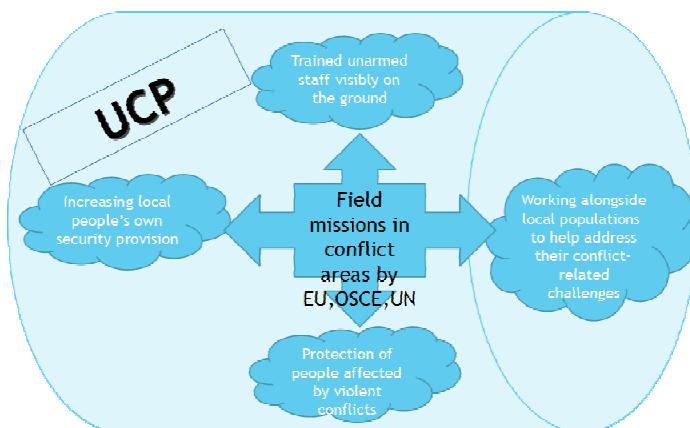 UCP
Trained unarmed
staff visibly on
the ground
Increasing local
people's own
security provision
Field
missions in
conflict
areas by
EU,OSCE,UN
Working alongside
local populations
to help address
their conflict-
related
challenges
Protection of
people affected
by violent
conflicts